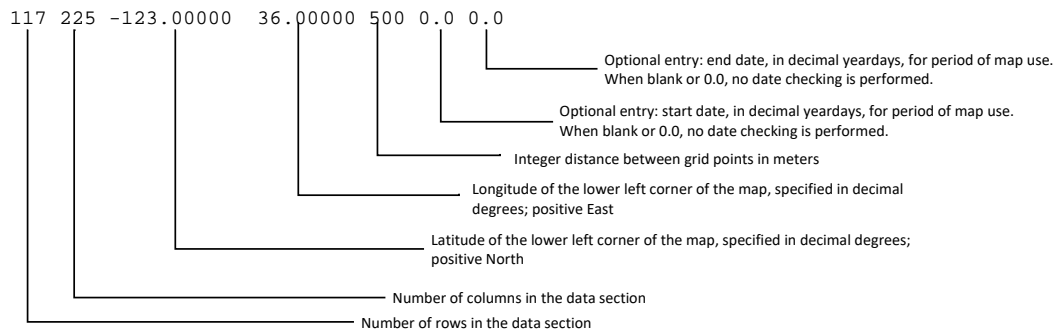 117 225 -123.00000 36.00000 500 0.0 0.0
Optional entry: end date, in decimal yeardays, for period of map use.
When blank or 0.0, no date checking is performed.
Optional entry: start date, in decimal yeardays, for period of map use.
When blank or 0.0, no date checking is performed.
Integer distance between grid points in meters
Longitude of the lower left corner of the map, specified in decimal
degrees; positive East
Latitude of the lower left corner of the map, specified in decimal degrees;
positive North
Number of columns in the data section
Number of rows in the data section